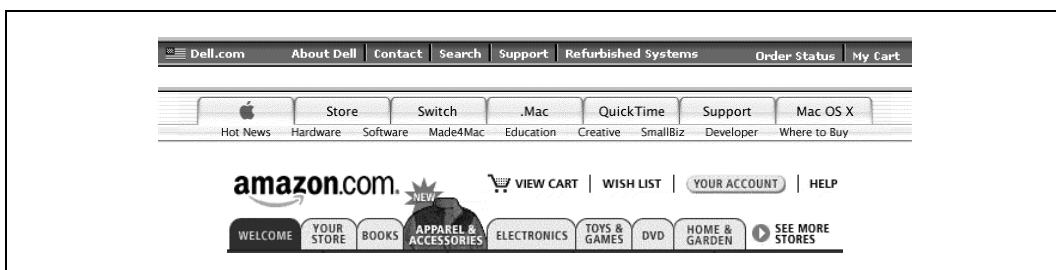 Dell.com About Dell Contact Search Support Refurbished Systems Order Status My Cart
Store Switch .Mac QuickTime Support Mac OS X
Hot News Hardware Software Made4Mac Education Creative SmallBiz Developer Where to Buy
amazon.com. NEW VIEW CART WISH LIST YOUR ACCOUNT HELP
WELCOME YOUR STORE BOOKS APPAREL & ACCESSORIES ELECTRONICS TOYS & GAMES DVD HOME & GARDEN SEE MORE STORES